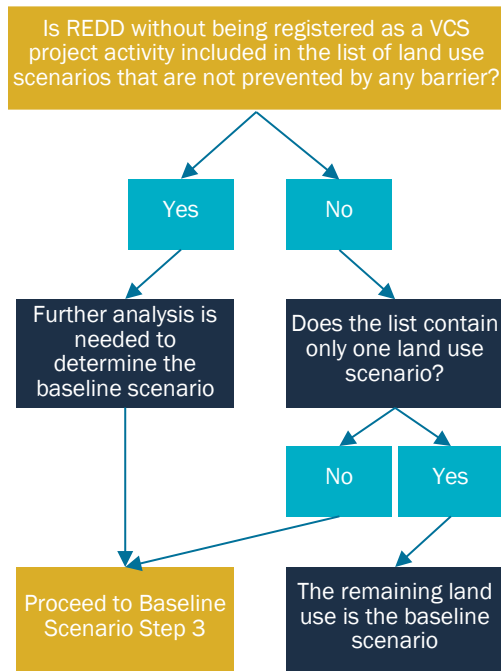 Is REDD without being registered as a VCS
project activity included in the list of land use
scenarios that are not prevented by any barrier?
Yes
No
Further analysis is
needed to
determine the
baseline scenario
Does the list contain
only one land use
scenario?
No
Yes
Proceed to Baseline
Scenario Step 3
The remaining land
use is the baseline
scenario